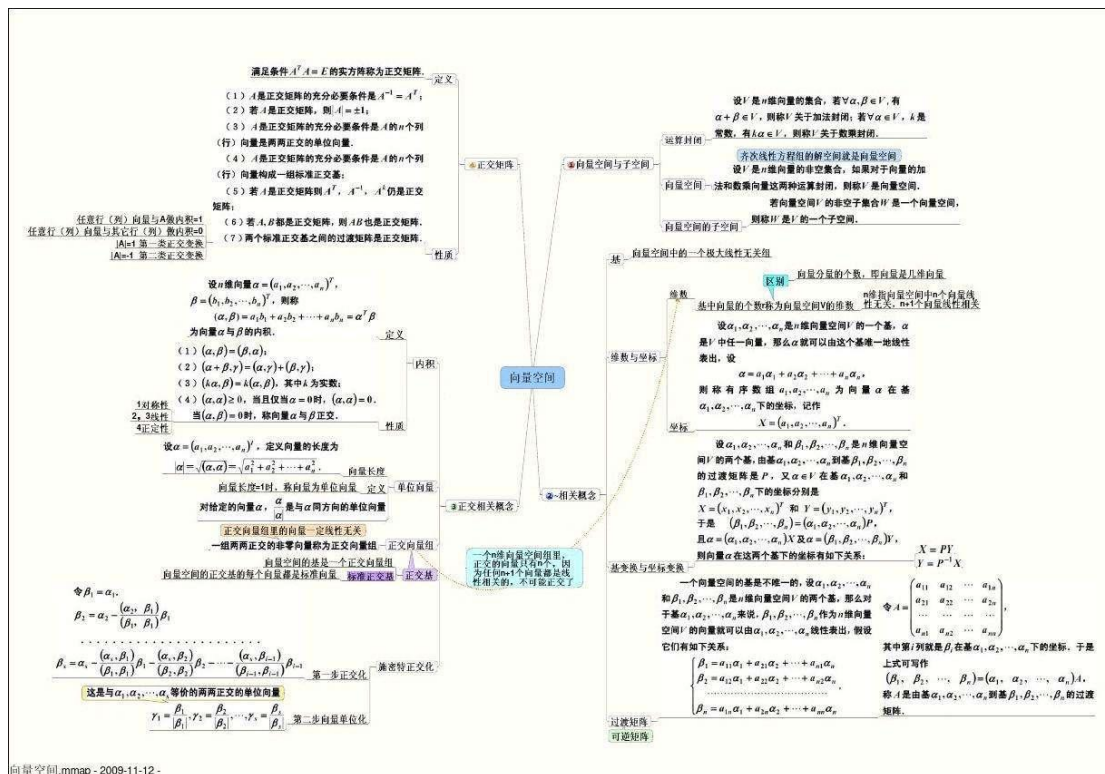 向量空间
①向量空间与子空间
运算封闭
设V是n维向量的集合，若∀α,β∈V,有
α+β∈V，则称V关于加法封闭；若∀α∈V，k是
常数，有kα∈V，则称V关于数乘封闭．
向量空间
齐次线性方程组的解空间就是向量空间
设V是n维向量的非空集合，如果对于向量的加
法和数乘向量这两种运算封闭，则称V是向量空间．
向量空间的子空间
若向量空间V的非空子集合W是一个向量空间，
则称W是V的一个子空间．
②~相关概念
基
向量空间中的一个极大线性无关组
维数与坐标
维数
区别
向量分量的个数，即向量是几维向量
基中向量的个数n称为向量空间V的维数
n维指向量空间中n个向量线
性无关，n+1个向量线性相关
坐标
设α₁,α₂,⋯,αₙ是n维向量空间V的一个基，α
是V中任一向量，那么α就可以由这个基唯一地线性
表出，设
α=a₁α₁+a₂α₂+⋯+aₙαₙ，
则称有序数组a₁,a₂,⋯,aₙ为向量α在基
α₁,α₂,⋯,αₙ下的坐标，记作
X=(a₁,a₂,⋯,aₙ)ᵀ．
基变换与坐标变换
设α₁,α₂,⋯,αₙ和β₁,β₂,⋯,βₙ是n维向量空
间V的两个基，由基α₁,α₂,⋯,αₙ到基β₁,β₂,⋯,βₙ
的过渡矩阵是P，又α∈V在基α₁,α₂,⋯,αₙ和
β₁,β₂,⋯,βₙ下的坐标分别是
X=(x₁,x₂,⋯,xₙ)ᵀ 和 Y=(y₁,y₂,⋯,yₙ)ᵀ，
于是 (β₁,β₂,⋯,βₙ)=(α₁,α₂,⋯,αₙ)P，
且α=(α₁,α₂,⋯,αₙ)X及α=(β₁,β₂,⋯,βₙ)Y，
则向量α在这两个基下的坐标有如下关系：
X = PY
Y = P⁻¹X
过渡矩阵
一个向量空间的基是不唯一的，设α₁,α₂,⋯,αₙ
和β₁,β₂,⋯,βₙ是n维向量空间V的两个基，那么对
于基α₁,α₂,⋯,αₙ来说，β₁,β₂,⋯,βₙ作为n维向量
空间V的向量就可以由α₁,α₂,⋯,αₙ线性表出，假设
它们有如下关系：
β₁=a₁₁α₁+a₂₁α₂+⋯+aₙ₁αₙ
β₂=a₁₂α₁+a₂₂α₂+⋯+aₙ₂αₙ
⋯⋯⋯⋯⋯⋯⋯⋯⋯⋯
βₙ=a₁ₙα₁+a₂ₙα₂+⋯+aₙₙαₙ
令A=
a₁₁ a₁₂ ⋯ a₁ₙ
a₂₁ a₂₂ ⋯ a₂ₙ
⋯ ⋯ ⋯ ⋯
aₙ₁ aₙ₂ ⋯ aₙₙ
下的坐标．于是
上式可写作
(β₁, β₂, ⋯, βₙ)=(α₁, α₂, ⋯, αₙ)A，
称A是由基α₁,α₂,⋯,αₙ到基β₁,β₂,⋯,βₙ的过渡
矩阵．
可逆矩阵
③正交相关概念
内积
定义
设n维向量α=(a₁,a₂,⋯,aₙ)ᵀ，
β=(b₁,b₂,⋯,bₙ)ᵀ，则称
(α,β)=a₁b₁+a₂b₂+⋯+aₙbₙ=αᵀβ
为向量α与β的内积．
性质
（1）(α,β)=(β,α)；
（2）(α+β,γ)=(α,γ)+(β,γ)；
（3）(kα,β)=k(α,β)，其中k为实数；
（4）(α,α)≥0，当且仅当α=0时，(α,α)=0．
当(α,β)=0时，称向量α与β正交．
1对称性
2，3线性
4正定性
向量长度
设α=(a₁,a₂,⋯,aₙ)ᵀ，定义向量的长度为
|α|=√(α,α)=√(a₁²+a₂²+⋯+aₙ²)．
单位向量
定义
向量长度=1时，称向量为单位向量
对给定的向量α，α/|α|是与α同方向的单位向量
正交向量组
正交向量组里的向量一定线性无关
一组两两正交的非零向量称为正交向量组
正交基
向量空间的基是一个正交向量组
标准正交基
向量空间的正交基的每个向量都是标准向量
一个n维向量空间组里，
正交的向量只有n个，因
为任何n+1个向量都是线
性相关的，不可能正交了
施密特正交化
第一步正交化
令β₁=α₁,
β₂=α₂-(α₂, β₁)/(β₁, β₁)β₁
⋯⋯⋯⋯⋯⋯⋯⋯⋯⋯
第二步向量单位化
这是与α₁,α₂,⋯,αₛ等价的两两正交的单位向量
γ₁=β₁/|β₁|,γ₂=β₂/|β₂|,⋯,γₛ=βₛ/|βₛ|
④正交矩阵
定义
满足条件AᵀA=E的实方阵称为正交矩阵．
性质
（1）A是正交矩阵的充分必要条件是A⁻¹=Aᵀ；
（2）若A是正交矩阵，则|A|=±1；
（3）A是正交矩阵的充分必要条件是A的n个列
（行）向量是两两正交的单位向量．
（4）A是正交矩阵的充分必要条件是A的n个列
（行）向量构成一组标准正交基；
（5）若A是正交矩阵则Aᵀ，A⁻¹，Aᵏ仍是正交
矩阵；
（6）若A,B都是正交矩阵，则AB也是正交矩阵．
（7）两个标准正交基之间的过渡矩阵是正交矩阵．
任意行（列）向量与A做内积=1
任意行（列）向量与其它行（列）做内积=0
|A|=1 第一类正交变换
|A|=-1 第二类正交变换
向量空间.mmap - 2009-11-12 -